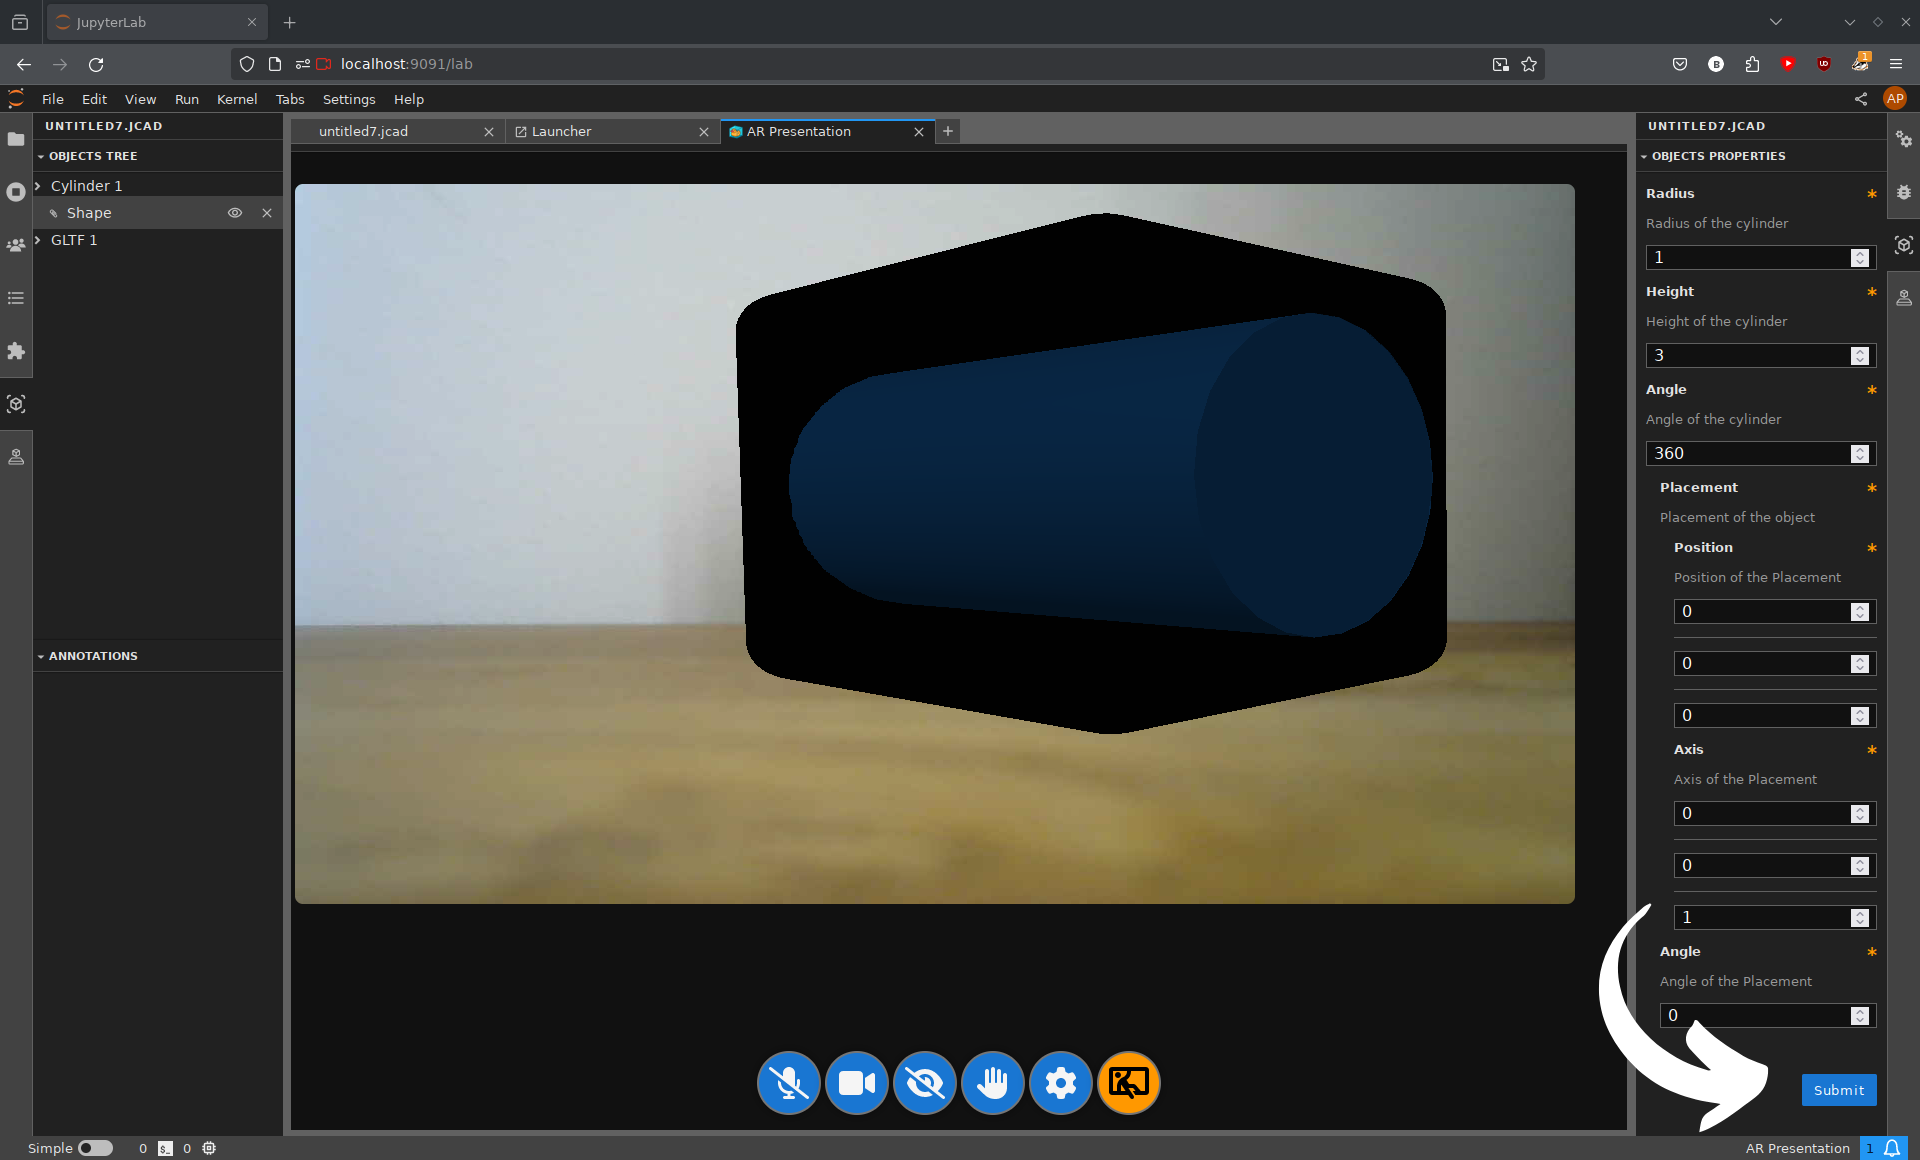 JupyterLab
localhost:9091/lab
1
File Edit View Run Kernel Tabs Settings Help
AP
UNTITLED7.JCAD
OBJECTS TREE
Cylinder 1
Shape
GLTF 1
ANNOTATIONS
untitled7.jcad
Launcher
AR Presentation
UNTITLED7.JCAD
OBJECTS PROPERTIES
Radius *
Radius of the cylinder
1
Height *
Height of the cylinder
3
Angle *
Angle of the cylinder
360
Placement *
Placement of the object
Position *
Position of the Placement
0
0
0
Axis *
Axis of the Placement
0
0
1
Angle *
Angle of the Placement
0
Submit
Simple 0 $_ 0
AR Presentation 1